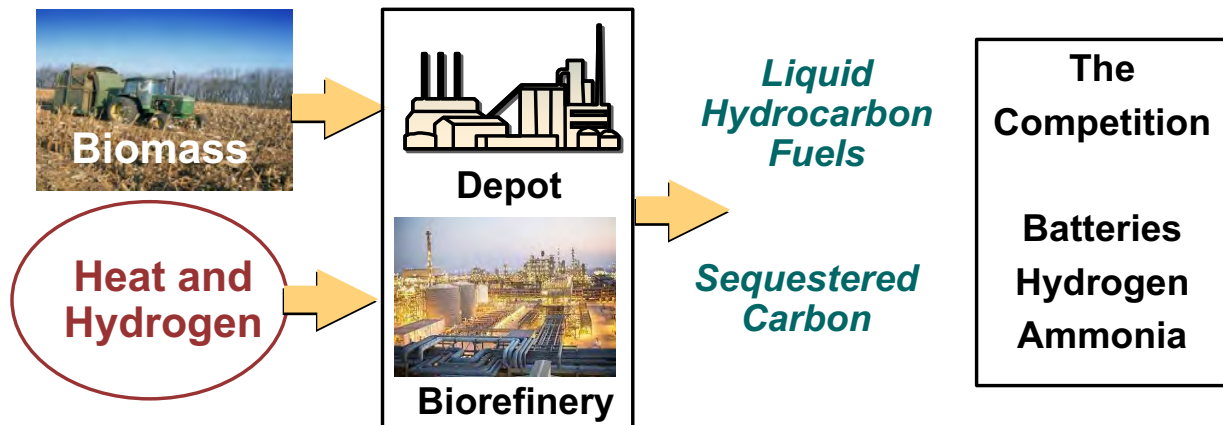 Biomass
Heat and
Hydrogen
Depot
Biorefinery
Liquid
Hydrocarbon
Fuels
Sequestered
Carbon
The
Competition
Batteries
Hydrogen
Ammonia